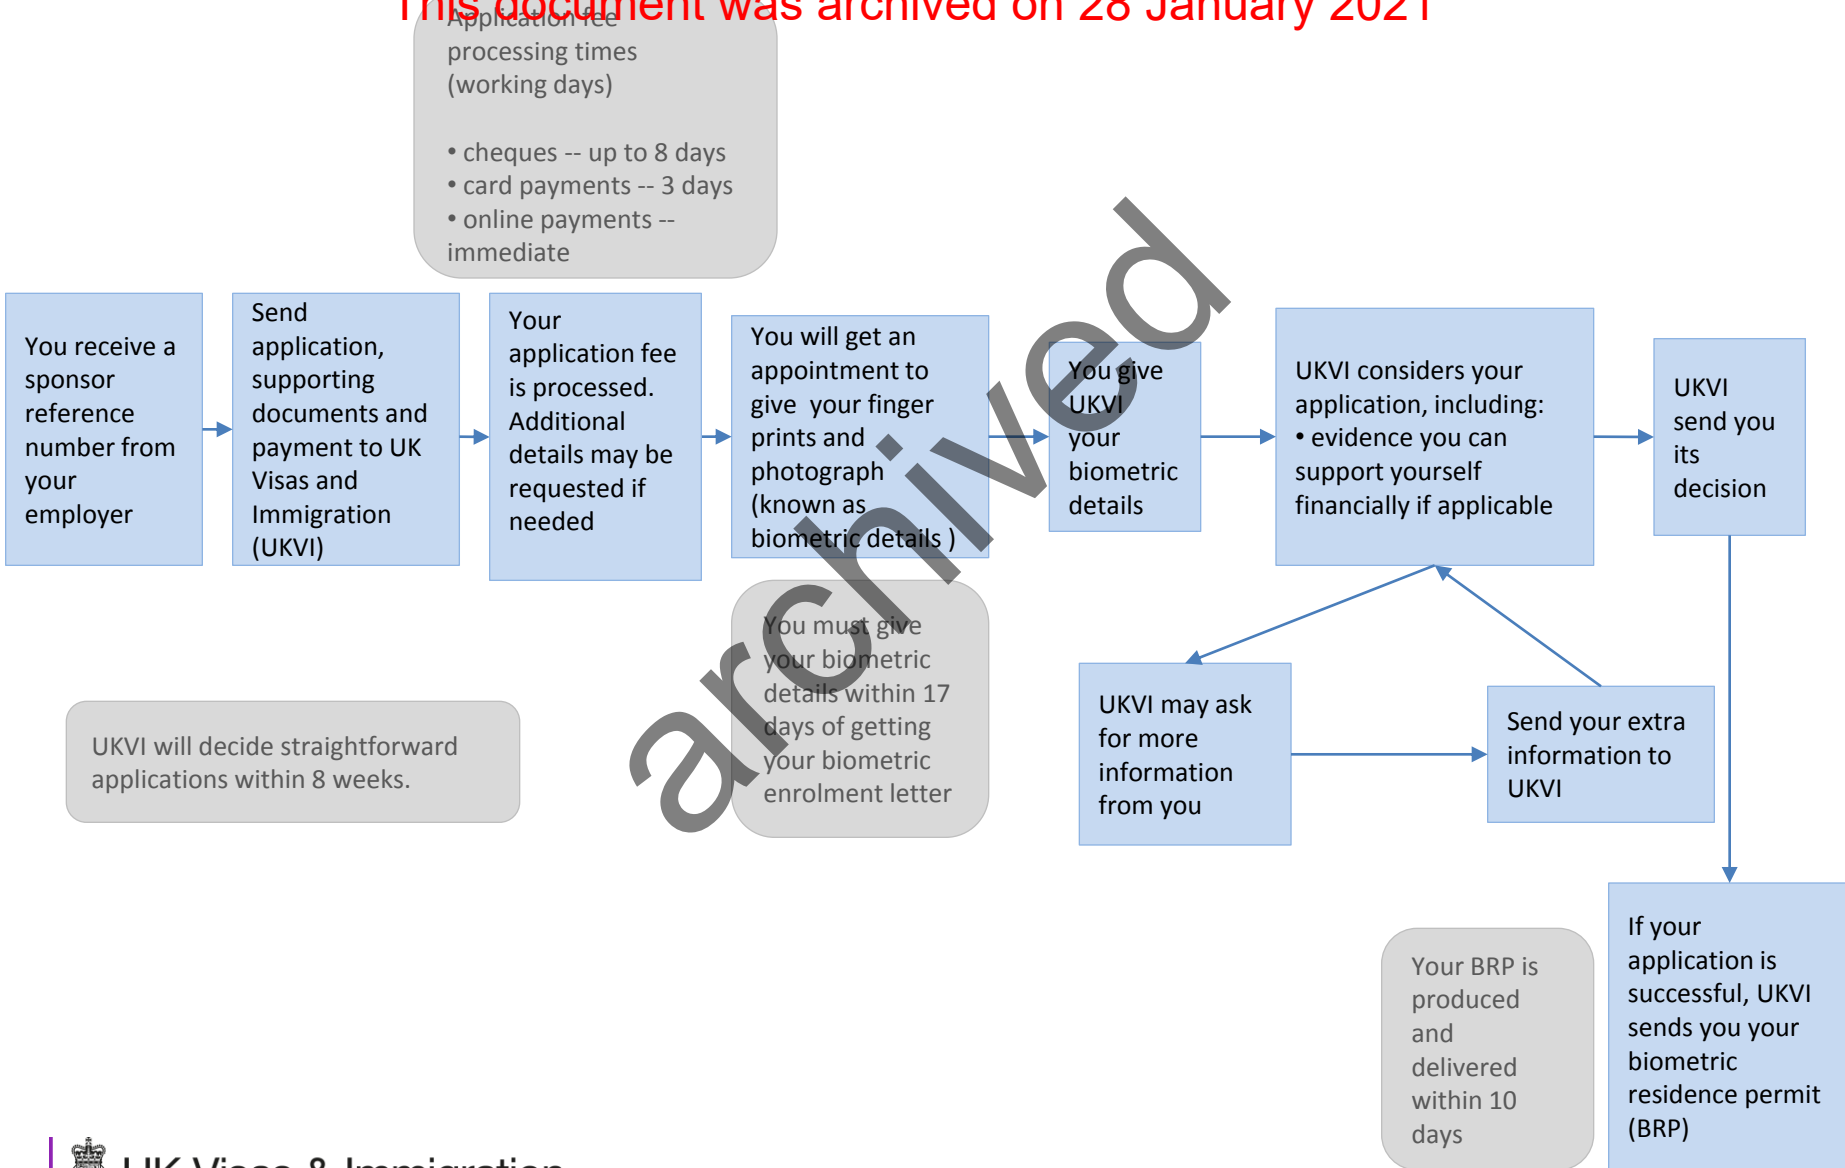 This document was archived on 28 January 2021
Application fee
processing times
(working days)
• cheques -- up to 8 days
• card payments -- 3 days
• online payments --
immediate
You receive a
sponsor
reference
number from
your
employer
Send
application,
supporting
documents and
payment to UK
Visas and
Immigration
(UKVI)
Your
application fee
is processed.
Additional
details may be
requested if
needed
You will get an
appointment to
give  your finger
prints and
photograph
(known as
biometric details )
You give
UKVI
your
biometric
details
UKVI considers your
application, including:
• evidence you can
support yourself
financially if applicable
UKVI
send you
its
decision
archived
You must give
your biometric
details within 17
days of getting
your biometric
enrolment letter
UKVI will decide straightforward
applications within 8 weeks.
UKVI may ask
for more
information
from you
Send your extra
information to
UKVI
Your BRP is
produced
and
delivered
within 10
days
If your
application is
successful, UKVI
sends you your
biometric
residence permit
(BRP)
UK Visas & Immigration